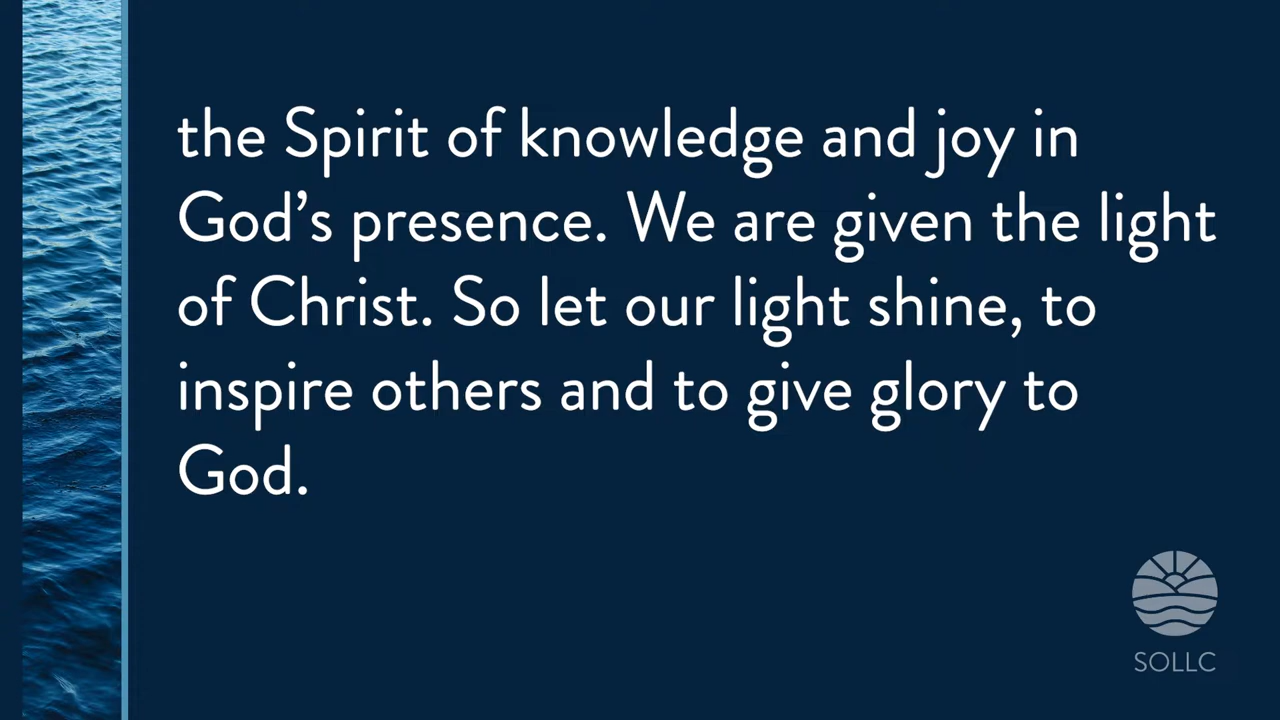 the Spirit of knowledge and joy in
God’s presence. We are given the light
of Christ. So let our light shine, to
inspire others and to give glory to
God.
SOLLC